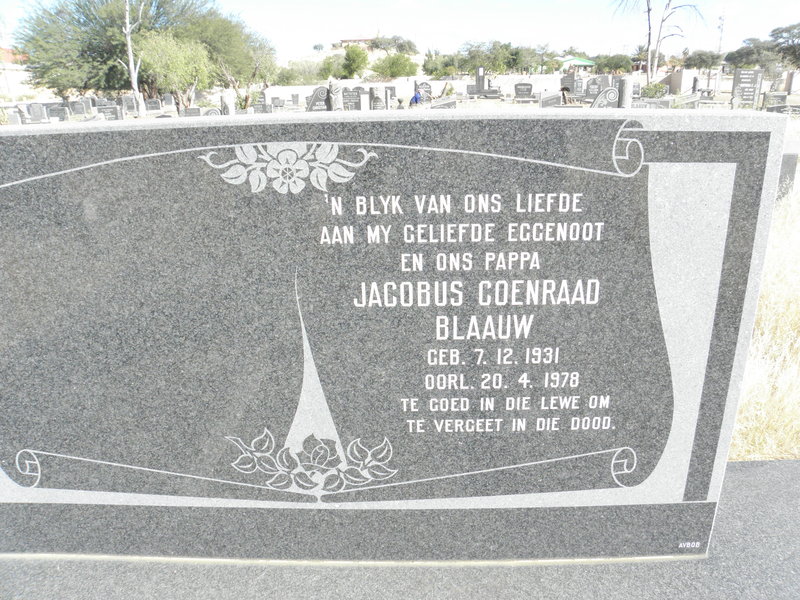 'N BLYK VAN ONS LIEFDE
AAN MY GELIEFDE EGGENOOT
EN ONS PAPPA
JACOBUS COENRAAD
BLAAUW
GEB. 7. 12. 1931
OORL. 20. 4. 1978
TE GOED IN DIE LEWE OM
TE VERGEET IN DIE DOOD.
AVBOB